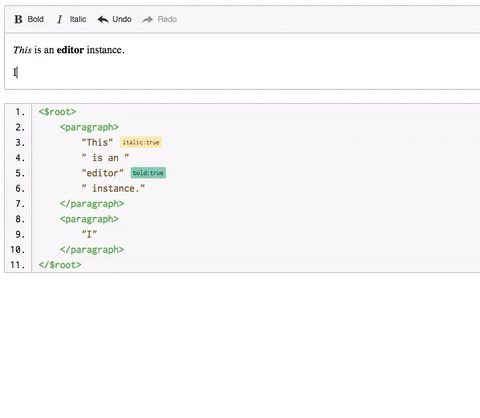 B Bold I Italic Undo Redo
This is an editor instance.
I
1. <$root>
2. <paragraph>
3. "This" italic:true
4. " is an "
5. "editor" bold:true
6. " instance."
7. </paragraph>
8. <paragraph>
9. "I"
10. </paragraph>
11. </$root>